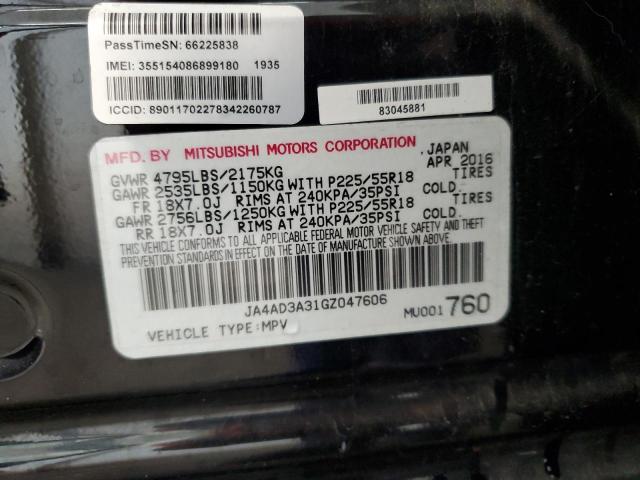 PassTimeSN: 66225838
IMEI: 355154086899180 1935
ICCID: 89011702278342260787
83045881
MFD. BY MITSUBISHI MOTORS CORPORATION JAPAN
GVWR 4795LBS/2175KG APR 2016
GAWR 2535LBS/1150KG WITH P225/55R18 TIRES
FR 18X7.0J RIMS AT 240KPA/35PSI COLD.
GAWR 2756LBS/1250KG WITH P225/55R18 TIRES
RR 18X7.0J RIMS AT 240KPA/35PSI COLD.
THIS VEHICLE CONFORMS TO ALL APPLICABLE FEDERAL MOTOR VEHICLE SAFETY AND THEFT
PREVENTION STANDARDS IN EFFECT ON THE DATE OF MANUFACTURE SHOWN ABOVE.
JA4AD3A31GZ047606
VEHICLE TYPE:MPV MU001 760